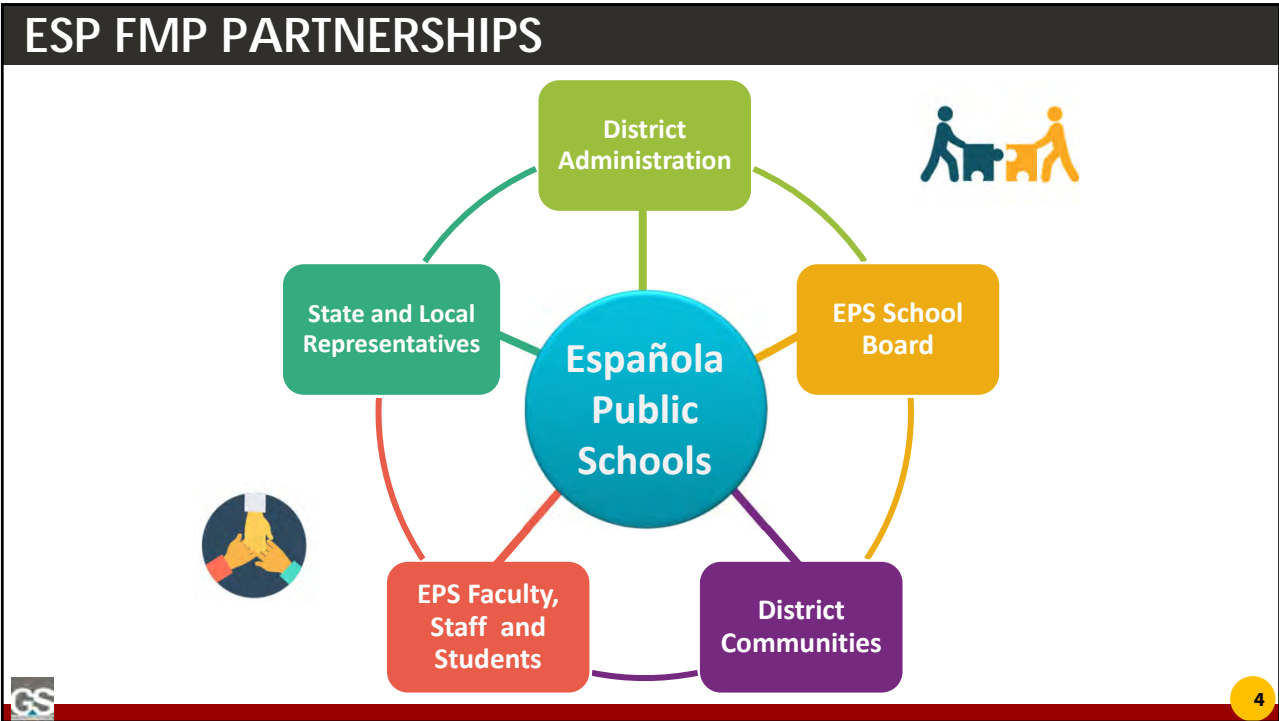 ESP FMP PARTNERSHIPS
District
Administration
State and Local
Representatives
EPS School
Board
Española
Public
Schools
EPS Faculty,
Staff and
Students
District
Communities
GS
4